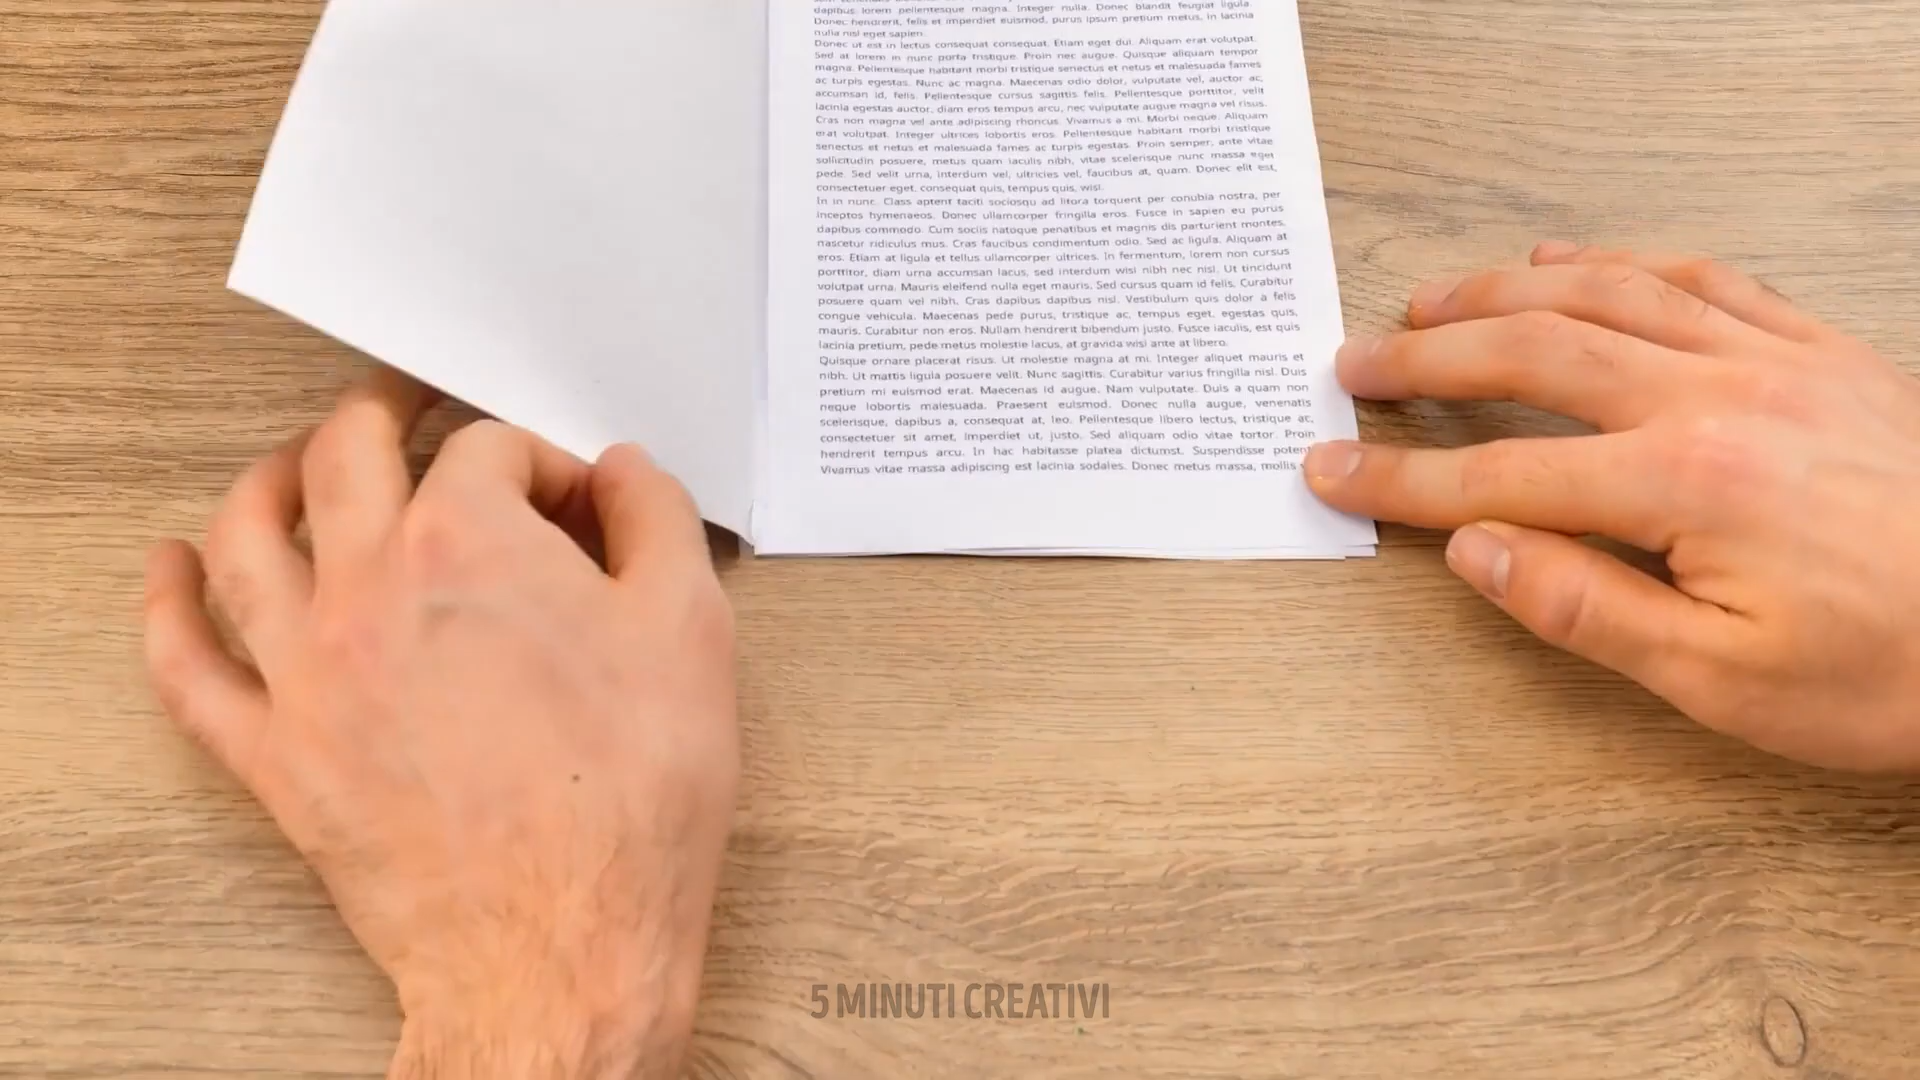 dapibus lorem pellentesque magna. Integer nulla. Donec blandit feugiat ligula.
Donec hendrerit, felis et imperdiet euismod, purus ipsum pretium metus, in lacinia
nulla nisl eget sapien.
Donec ut est in lectus consequat consequat. Etiam eget dui. Aliquam erat volutpat.
Sed at lorem in nunc porta tristique. Proin nec augue. Quisque aliquam tempor
magna. Pellentesque habitant morbi tristique senectus et netus et malesuada fames
ac turpis egestas. Nunc ac magna. Maecenas odio dolor, vulputate vel, auctor ac,
accumsan id, felis. Pellentesque cursus sagittis felis. Pellentesque porttitor, velit
lacinia egestas auctor, diam eros tempus arcu, nec vulputate augue magna vel risus.
Cras non magna vel ante adipiscing rhoncus. Vivamus a mi. Morbi neque. Aliquam
erat volutpat. Integer ultrices lobortis eros. Pellentesque habitant morbi tristique
senectus et netus et malesuada fames ac turpis egestas. Proin semper, ante vitae
sollicitudin posuere, metus quam iaculis nibh, vitae scelerisque nunc massa eget
pede. Sed velit urna, interdum vel, ultricies vel, faucibus at, quam. Donec elit est,
consectetuer eget, consequat quis, tempus quis, wisi.
In in nunc. Class aptent taciti sociosqu ad litora torquent per conubia nostra, per
inceptos hymenaeos. Donec ullamcorper fringilla eros. Fusce in sapien eu purus
dapibus commodo. Cum sociis natoque penatibus et magnis dis parturient montes,
nascetur ridiculus mus. Cras faucibus condimentum odio. Sed ac ligula. Aliquam at
eros. Etiam at ligula et tellus ullamcorper ultrices. In fermentum, lorem non cursus
porttitor, diam urna accumsan lacus, sed interdum wisi nibh nec nisl. Ut tincidunt
volutpat urna. Mauris eleifend nulla eget mauris. Sed cursus quam id felis. Curabitur
posuere quam vel nibh. Cras dapibus dapibus nisl. Vestibulum quis dolor a felis
congue vehicula. Maecenas pede purus, tristique ac, tempus eget, egestas quis,
mauris. Curabitur non eros. Nullam hendrerit bibendum justo. Fusce iaculis, est quis
lacinia pretium, pede metus molestie lacus, at gravida wisi ante at libero.
Quisque ornare placerat risus. Ut molestie magna at mi. Integer aliquet mauris et
nibh. Ut mattis ligula posuere velit. Nunc sagittis. Curabitur varius fringilla nisl. Duis
pretium mi euismod erat. Maecenas id augue. Nam vulputate. Duis a quam non
neque lobortis malesuada. Praesent euismod. Donec nulla augue, venenatis
scelerisque, dapibus a, consequat at, leo. Pellentesque libero lectus, tristique ac,
consectetuer sit amet, imperdiet ut, justo. Sed aliquam odio vitae tortor. Proin
hendrerit tempus arcu. In hac habitasse platea dictumst. Suspendisse potent
Vivamus vitae massa adipiscing est lacinia sodales. Donec metus massa, mollis
5 MINUTI CREATIVI